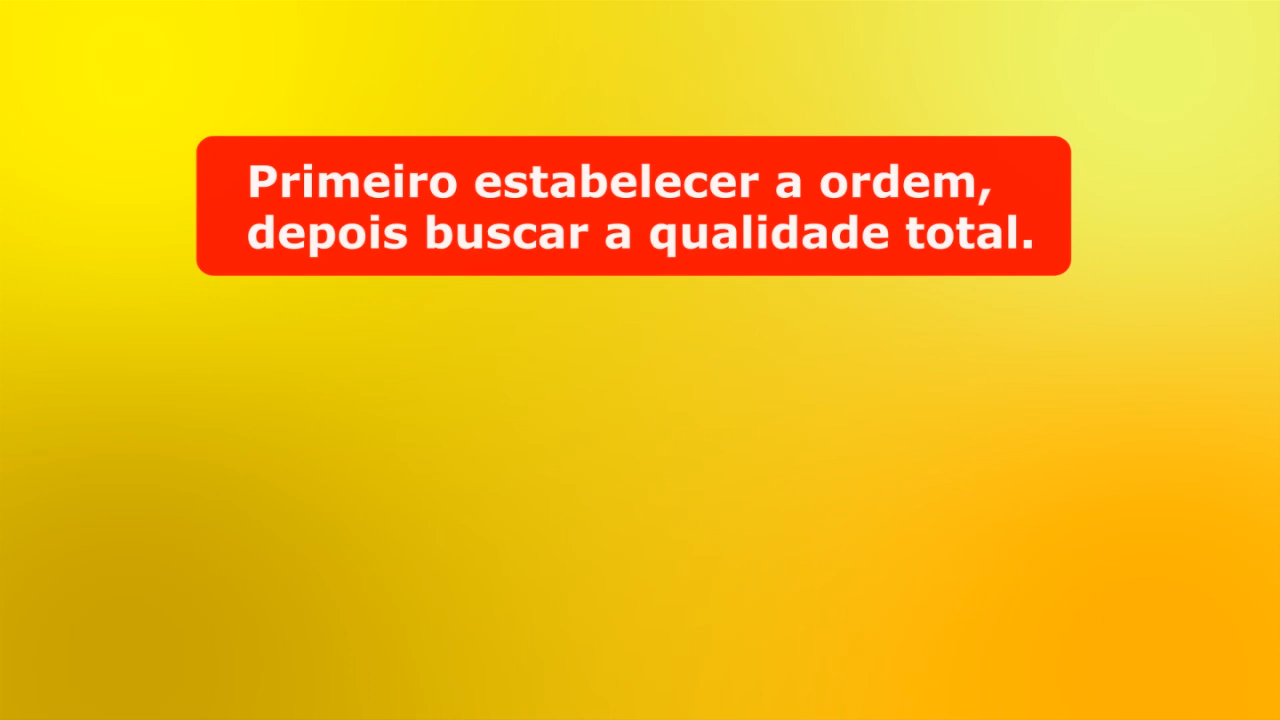 Primeiro estabelecer a ordem,
depois buscar a qualidade total.